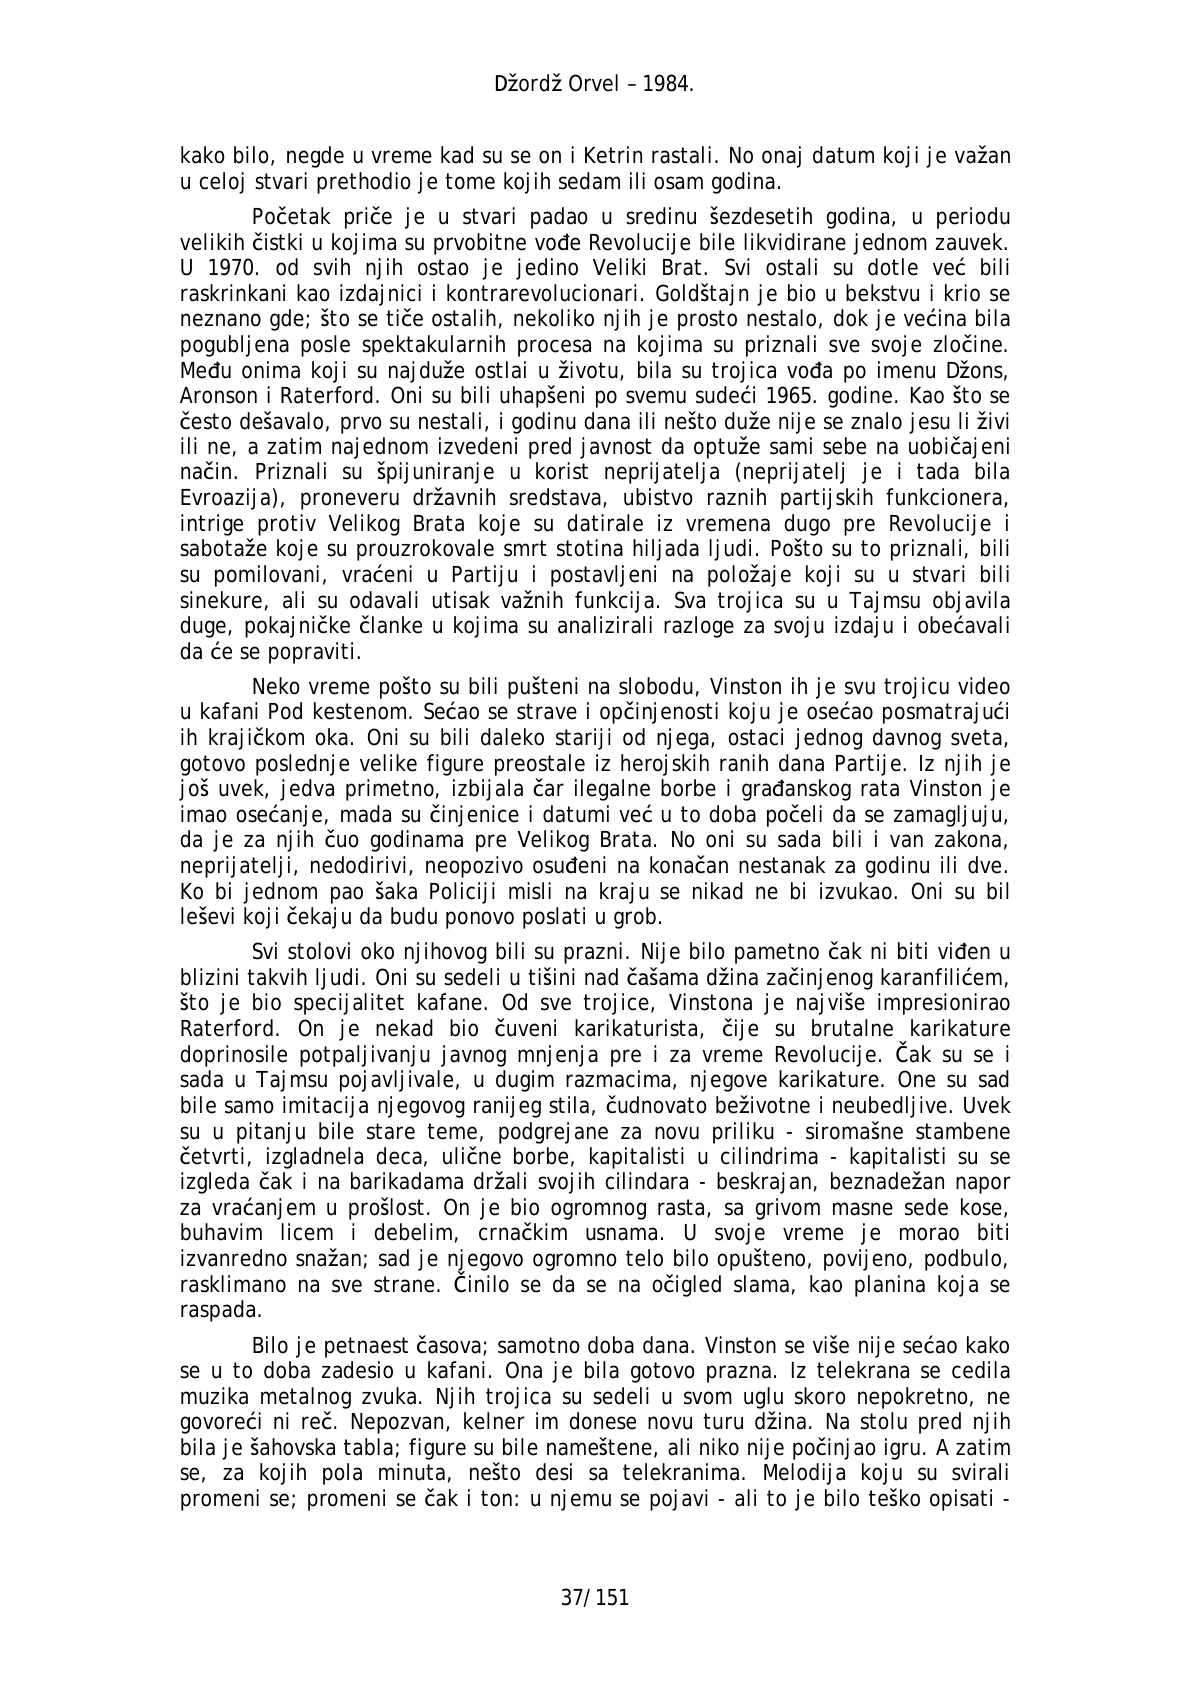 Džordž Orvel – 1984.
kako bilo, negde u vreme kad su se on i Ketrin rastali. No onaj datum koji je važan
u celoj stvari prethodio je tome kojih sedam ili osam godina.
Početak priče je u stvari padao u sredinu šezdesetih godina, u periodu
velikih čistki u kojima su prvobitne vođe Revolucije bile likvidirane jednom zauvek.
U 1970. od svih njih ostao je jedino Veliki Brat. Svi ostali su dotle već bili
raskrinkani kao izdajnici i kontrarevolucionari. Goldštajn je bio u bekstvu i krio se
neznano gde; što se tiče ostalih, nekoliko njih je prosto nestalo, dok je većina bila
pogubljena posle spektakularnih procesa na kojima su priznali sve svoje zločine.
Među onima koji su najduže ostlai u životu, bila su trojica vođa po imenu Džons,
Aronson i Raterford. Oni su bili uhapšeni po svemu sudeći 1965. godine. Kao što se
često dešavalo, prvo su nestali, i godinu dana ili nešto duže nije se znalo jesu li živi
ili ne, a zatim najednom izvedeni pred javnost da optuže sami sebe na uobičajeni
način. Priznali su špijuniranje u korist neprijatelja (neprijatelj je i tada bila
Evroazija), proneveru državnih sredstava, ubistvo raznih partijskih funkcionera,
intrige protiv Velikog Brata koje su datirale iz vremena dugo pre Revolucije i
sabotaže koje su prouzrokovale smrt stotina hiljada ljudi. Pošto su to priznali, bili
su pomilovani, vraćeni u Partiju i postavljeni na položaje koji su u stvari bili
sinekure, ali su odavali utisak važnih funkcija. Sva trojica su u Tajmsu objavila
duge, pokajničke članke u kojima su analizirali razloge za svoju izdaju i obećavali
da će se popraviti.
Neko vreme pošto su bili pušteni na slobodu, Vinston ih je svu trojicu video
u kafani Pod kestenom. Sećao se strave i opčinjenosti koju je osećao posmatrajući
ih krajičkom oka. Oni su bili daleko stariji od njega, ostaci jednog davnog sveta,
gotovo poslednje velike figure preostale iz herojskih ranih dana Partije. Iz njih je
još uvek, jedva primetno, izbijala čar ilegalne borbe i građanskog rata Vinston je
imao osećanje, mada su činjenice i datumi već u to doba počeli da se zamagljuju,
da je za njih čuo godinama pre Velikog Brata. No oni su sada bili i van zakona,
neprijatelji, nedodirivi, neopozivo osuđeni na konačan nestanak za godinu ili dve.
Ko bi jednom pao šaka Policiji misli na kraju se nikad ne bi izvukao. Oni su bil
leševi koji čekaju da budu ponovo poslati u grob.
Svi stolovi oko njihovog bili su prazni. Nije bilo pametno čak ni biti viđen u
blizini takvih ljudi. Oni su sedeli u tišini nad čašama džina začinjenog karanfilićem,
što je bio specijalitet kafane. Od sve trojice, Vinstona je najviše impresionirao
Raterford. On je nekad bio čuveni karikaturista, čije su brutalne karikature
doprinosile potpaljivanju javnog mnjenja pre i za vreme Revolucije. Čak su se i
sada u Tajmsu pojavljivale, u dugim razmacima, njegove karikature. One su sad
bile samo imitacija njegovog ranijeg stila, čudnovato beživotne i neubedljive. Uvek
su u pitanju bile stare teme, podgrejane za novu priliku - siromašne stambene
četvrti, izgladnela deca, ulične borbe, kapitalisti u cilindrima - kapitalisti su se
izgleda čak i na barikadama držali svojih cilindara - beskrajan, beznadežan napor
za vraćanjem u prošlost. On je bio ogromnog rasta, sa grivom masne sede kose,
buhavim licem i debelim, crnačkim usnama. U svoje vreme je morao biti
izvanredno snažan; sad je njegovo ogromno telo bilo opušteno, povijeno, podbulo,
rasklimano na sve strane. Činilo se da se na očigled slama, kao planina koja se
raspada.
Bilo je petnaest časova; samotno doba dana. Vinston se više nije sećao kako
se u to doba zadesio u kafani. Ona je bila gotovo prazna. Iz telekrana se cedila
muzika metalnog zvuka. Njih trojica su sedeli u svom uglu skoro nepokretno, ne
govoreći ni reč. Nepozvan, kelner im donese novu turu džina. Na stolu pred njih
bila je šahovska tabla; figure su bile nameštene, ali niko nije počinjao igru. A zatim
se, za kojih pola minuta, nešto desi sa telekranima. Melodija koju su svirali
promeni se; promeni se čak i ton: u njemu se pojavi - ali to je bilo teško opisati -
37/151